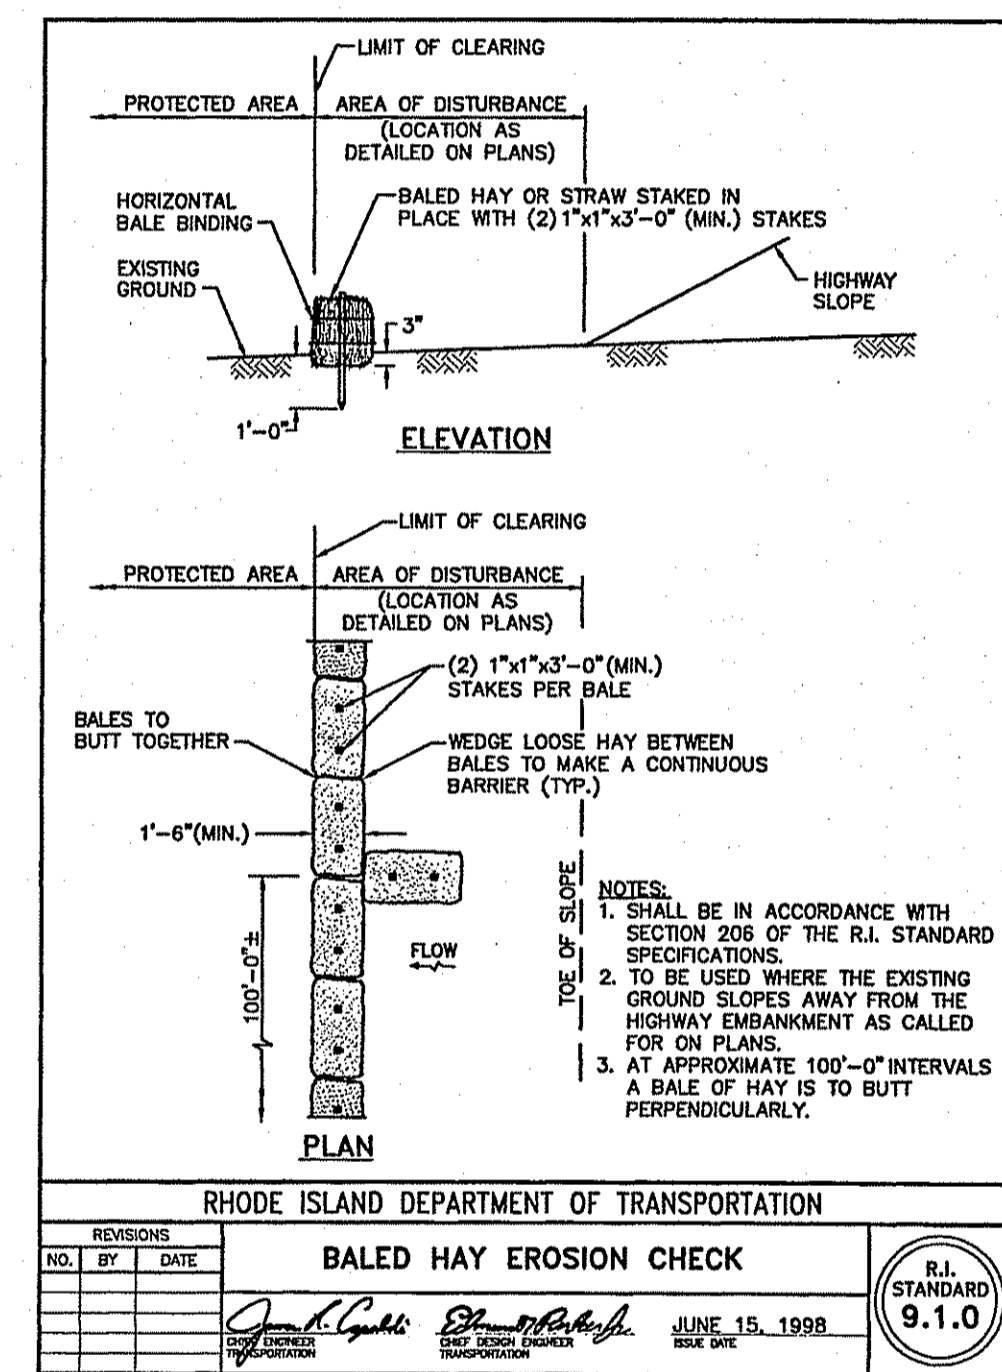 LIMIT OF CLEARING
PROTECTED AREA
AREA OF DISTURBANCE
(LOCATION AS
DETAILED ON PLANS)
HORIZONTAL
BALE BINDING
BALED HAY OR STRAW STAKED IN
PLACE WITH (2) 1"x1"x3'-0" (MIN.) STAKES
EXISTING
GROUND
HIGHWAY
SLOPE
3"
1'-0"
ELEVATION
LIMIT OF CLEARING
PROTECTED AREA
AREA OF DISTURBANCE
(LOCATION AS
DETAILED ON PLANS)
(2) 1"x1"x3'-0"(MIN.)
STAKES PER BALE
BALES TO
BUTT TOGETHER
WEDGE LOOSE HAY BETWEEN
BALES TO MAKE A CONTINUOUS
BARRIER (TYP.)
1'-6"(MIN.)
100'-0"±
FLOW
TOE OF SLOPE
NOTES:
1. SHALL BE IN ACCORDANCE WITH
SECTION 206 OF THE R.I. STANDARD
SPECIFICATIONS.
2. TO BE USED WHERE THE EXISTING
GROUND SLOPES AWAY FROM THE
HIGHWAY EMBANKMENT AS CALLED
FOR ON PLANS.
3. AT APPROXIMATE 100'-0" INTERVALS
A BALE OF HAY IS TO BUTT
PERPENDICULARLY.
PLAN
RHODE ISLAND DEPARTMENT OF TRANSPORTATION
REVISIONS
NO. BY DATE
BALED HAY EROSION CHECK
CHIEF ENGINEER
TRANSPORTATION
CHIEF DESIGN ENGINEER
TRANSPORTATION
JUNE 15, 1998
ISSUE DATE
R.I.
STANDARD
9.1.0